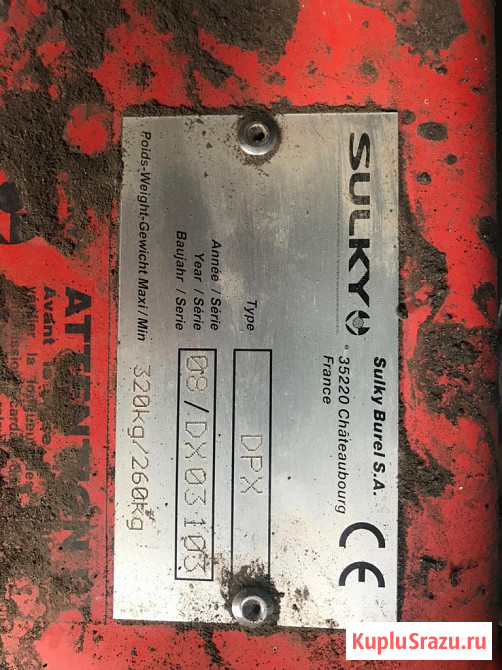 SULKY
Sulky Burel S.A.
35220 Châteaubourg
France
CE
Type DPX
Année / Série
Year / Série
Baujahr / Serie
08/DX03103
Poids-Weight-Gewicht Maxi / Min 320kg/260kg
ATTENTION
Avant
KupluSrazu.ru